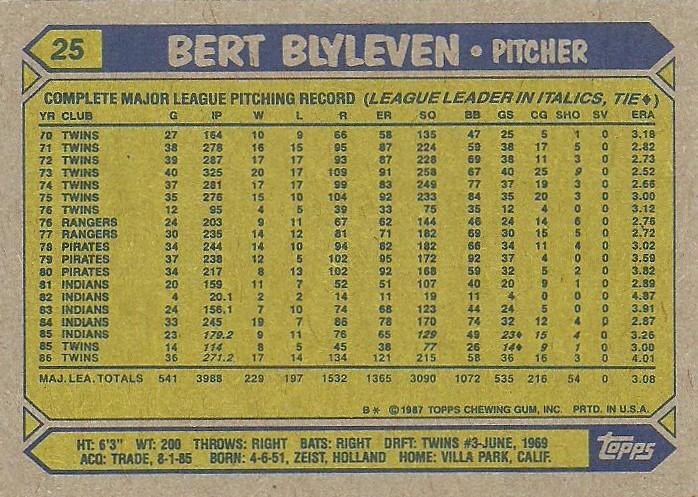 25 BERT BLYLEVEN • PITCHER
COMPLETE MAJOR LEAGUE PITCHING RECORD (LEAGUE LEADER IN ITALICS, TIE♦)
YR CLUB G IP W L R ER SO BB GS CG SHO SV ERA
70 TWINS 27 164 10 9 66 58 135 47 25 5 1 0 3.18
71 TWINS 38 278 16 15 95 87 224 59 38 17 5 0 2.82
72 TWINS 39 287 17 17 93 87 228 69 38 11 3 0 2.73
73 TWINS 40 325 20 17 109 91 258 67 40 25 9 0 2.52
74 TWINS 37 281 17 17 99 83 249 77 37 19 3 0 2.66
75 TWINS 35 276 15 10 104 92 233 84 35 20 3 0 3.00
76 TWINS 12 95 4 5 39 33 75 35 12 4 0 0 3.12
76 RANGERS 24 203 9 11 67 62 144 46 24 14 6 0 2.76
77 RANGERS 30 235 14 12 81 71 182 69 30 15 5 0 2.72
78 PIRATES 34 244 14 10 94 82 182 66 34 11 4 0 3.02
79 PIRATES 37 238 12 5 102 95 172 92 37 4 0 0 3.59
80 PIRATES 34 217 8 13 102 92 168 59 32 5 2 0 3.82
81 INDIANS 20 159 11 7 52 51 107 40 20 9 1 0 2.89
82 INDIANS 4 20.1 2 2 14 11 19 11 4 0 0 0 4.87
83 INDIANS 24 156.1 7 10 74 68 123 44 24 5 0 0 3.91
84 INDIANS 33 245 19 7 86 78 170 74 32 12 4 0 2.87
85 INDIANS 23 179.2 9 11 76 65 129 49 23♦ 15 4 0 3.26
85 TWINS 14 114 8 5 45 38 77 26 14♦ 9 1 0 3.00
86 TWINS 36 271.2 17 14 134 121 215 58 36 16 3 0 4.01
MAJ. LEA. TOTALS 541 3988 229 197 1532 1365 3090 1072 535 216 54 0 3.08
B* © 1987 TOPPS CHEWING GUM, INC. PRTD. IN U.S.A.
HT: 6'3" WT: 200 THROWS: RIGHT BATS: RIGHT DRFT: TWINS #3-JUNE, 1969
ACQ: TRADE, 8-1-85 BORN: 4-6-51, ZEIST, HOLLAND HOME: VILLA PARK, CALIF.
topps